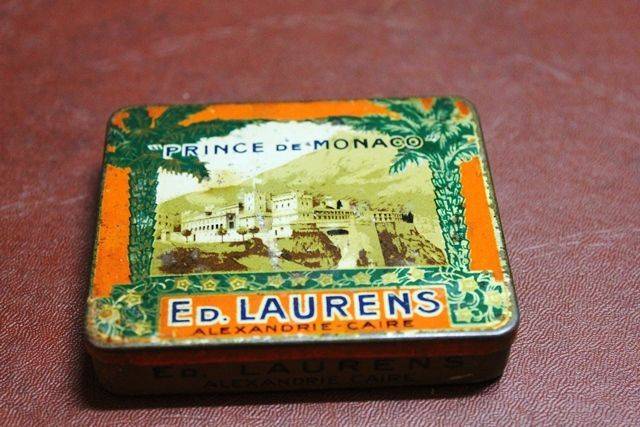 "PRINCE DE MONACO"
ED. LAURENS
ALEXANDRIE-CAIRE
ED. LAURENS
ALEXANDRIE CAIRE